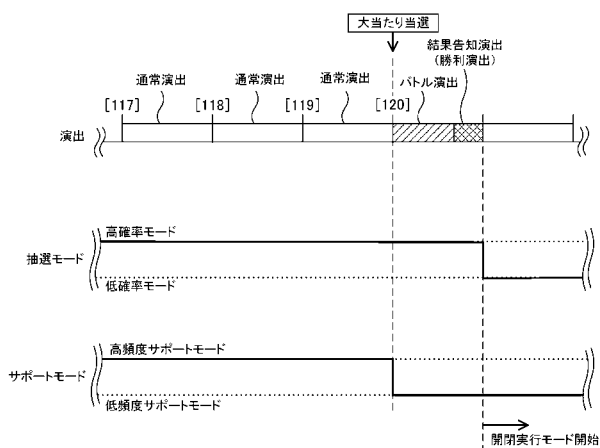 大当たり当選
結果告知演出
(勝利演出)
通常演出
通常演出
通常演出
バトル演出
[117]
[118]
[119]
[120]
演出
高確率モード
抽選モード
低確率モード
高頻度サポートモード
サポートモード
低頻度サポートモード
開閉実行モード開始